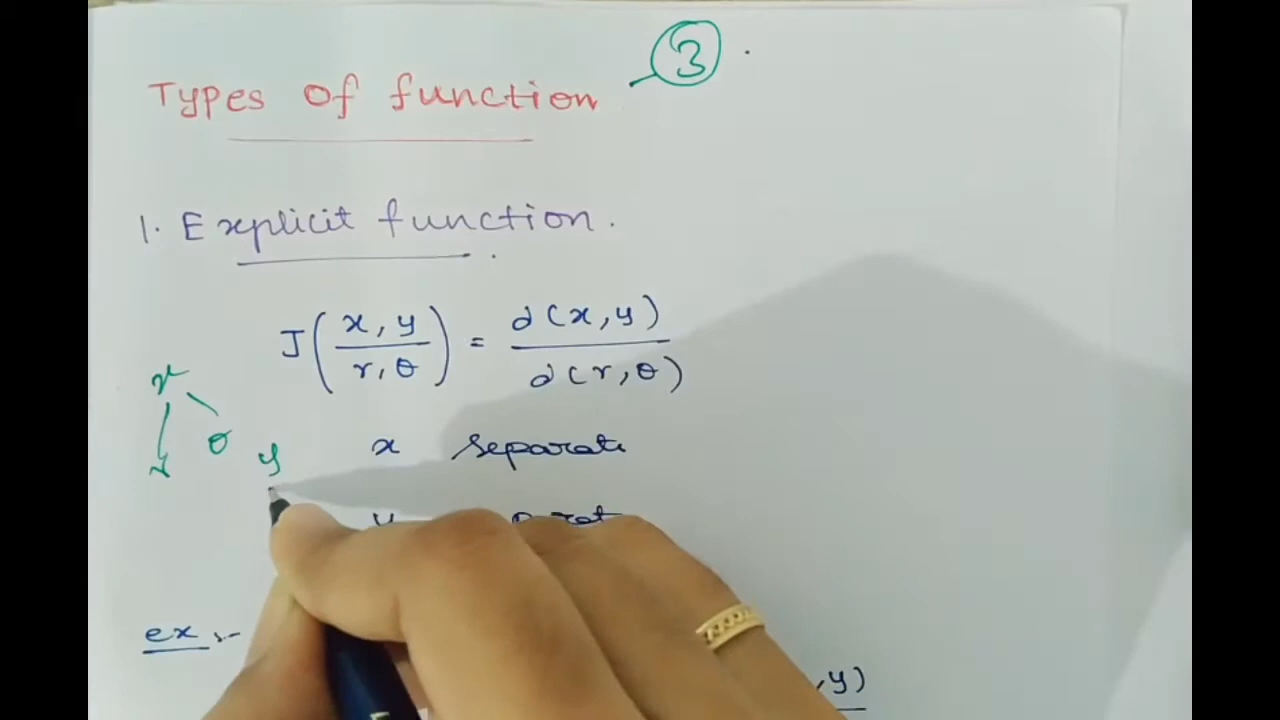 Types Of function ③
1. Explicit function.
J(x, y / r, θ) = ∂(x, y) / ∂(r, θ)
x
r θ
y
x separate
ex :-
, y)